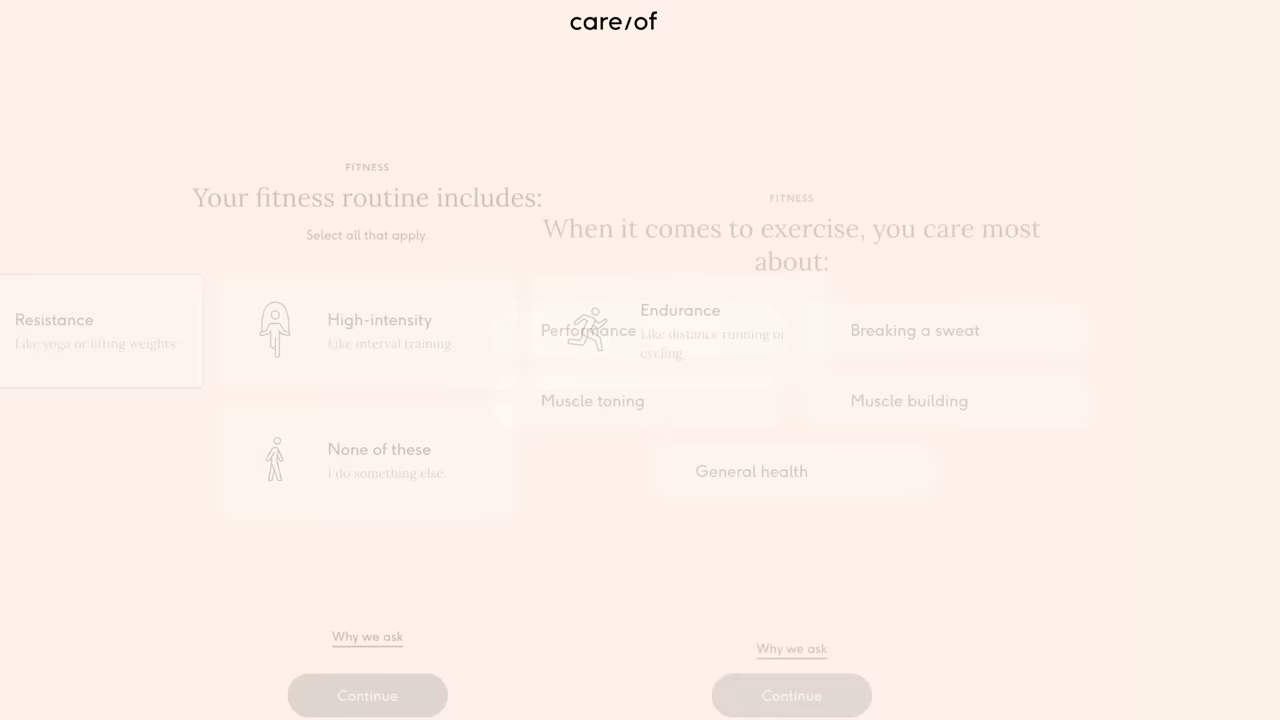 care/of
FITNESS
Your fitness routine includes:
Select all that apply.
Resistance
Like yoga or lifting weights
High-intensity
Like interval training.
Endurance
Like distance running or
cycling
None of these
I do something else.
Why we ask
Continue
FITNESS
When it comes to exercise, you care most
about:
Performance
Breaking a sweat
Muscle toning
Muscle building
General health
Why we ask
Continue